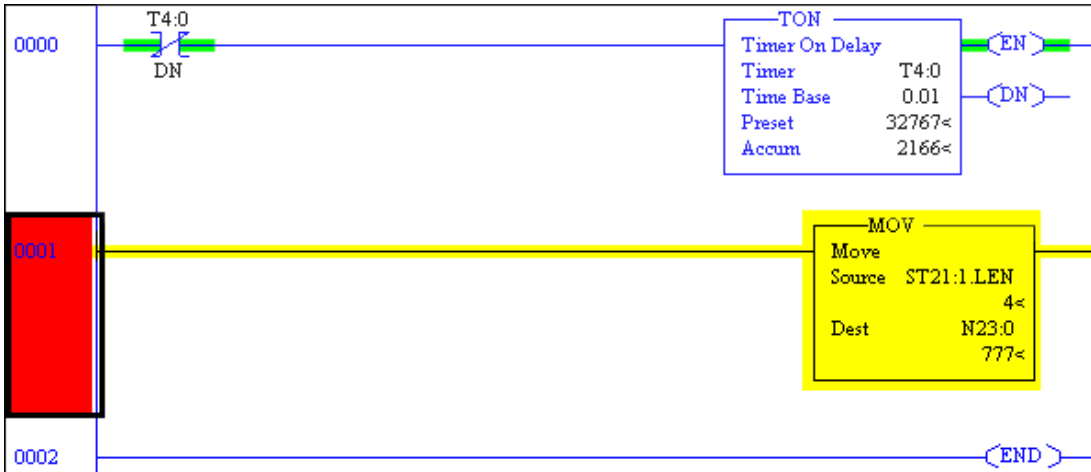 0000
T4:0
DN
TON
Timer On Delay
Timer T4:0
Time Base 0.01
Preset 32767<
Accum 2166<
EN
DN
0001
MOV
Move
Source ST21:1.LEN
4<
Dest N23:0
777<
0002
END